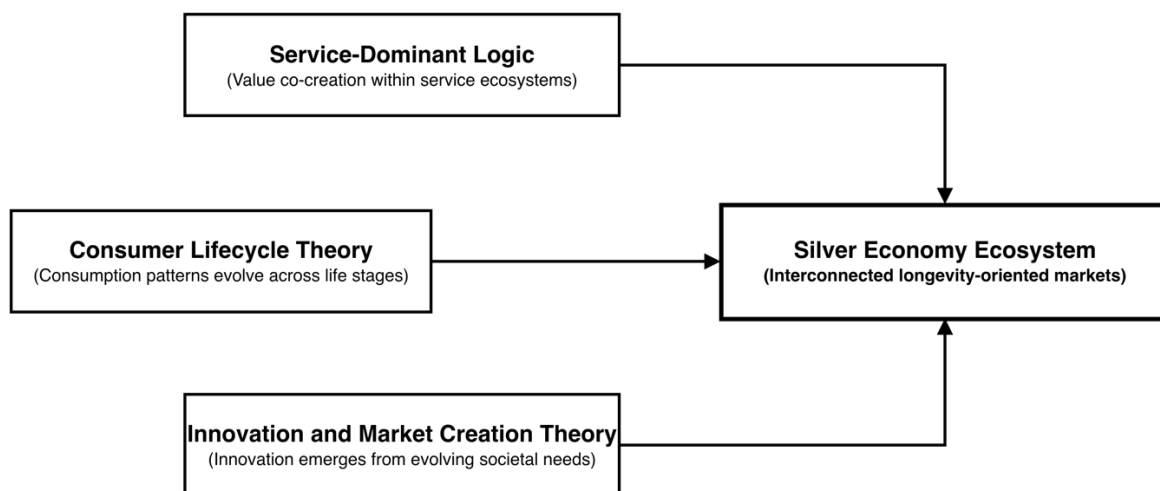 Service-Dominant Logic
(Value co-creation within service ecosystems)
Consumer Lifecycle Theory
(Consumption patterns evolve across life stages)
Silver Economy Ecosystem
(Interconnected longevity-oriented markets)
Innovation and Market Creation Theory
(Innovation emerges from evolving societal needs)